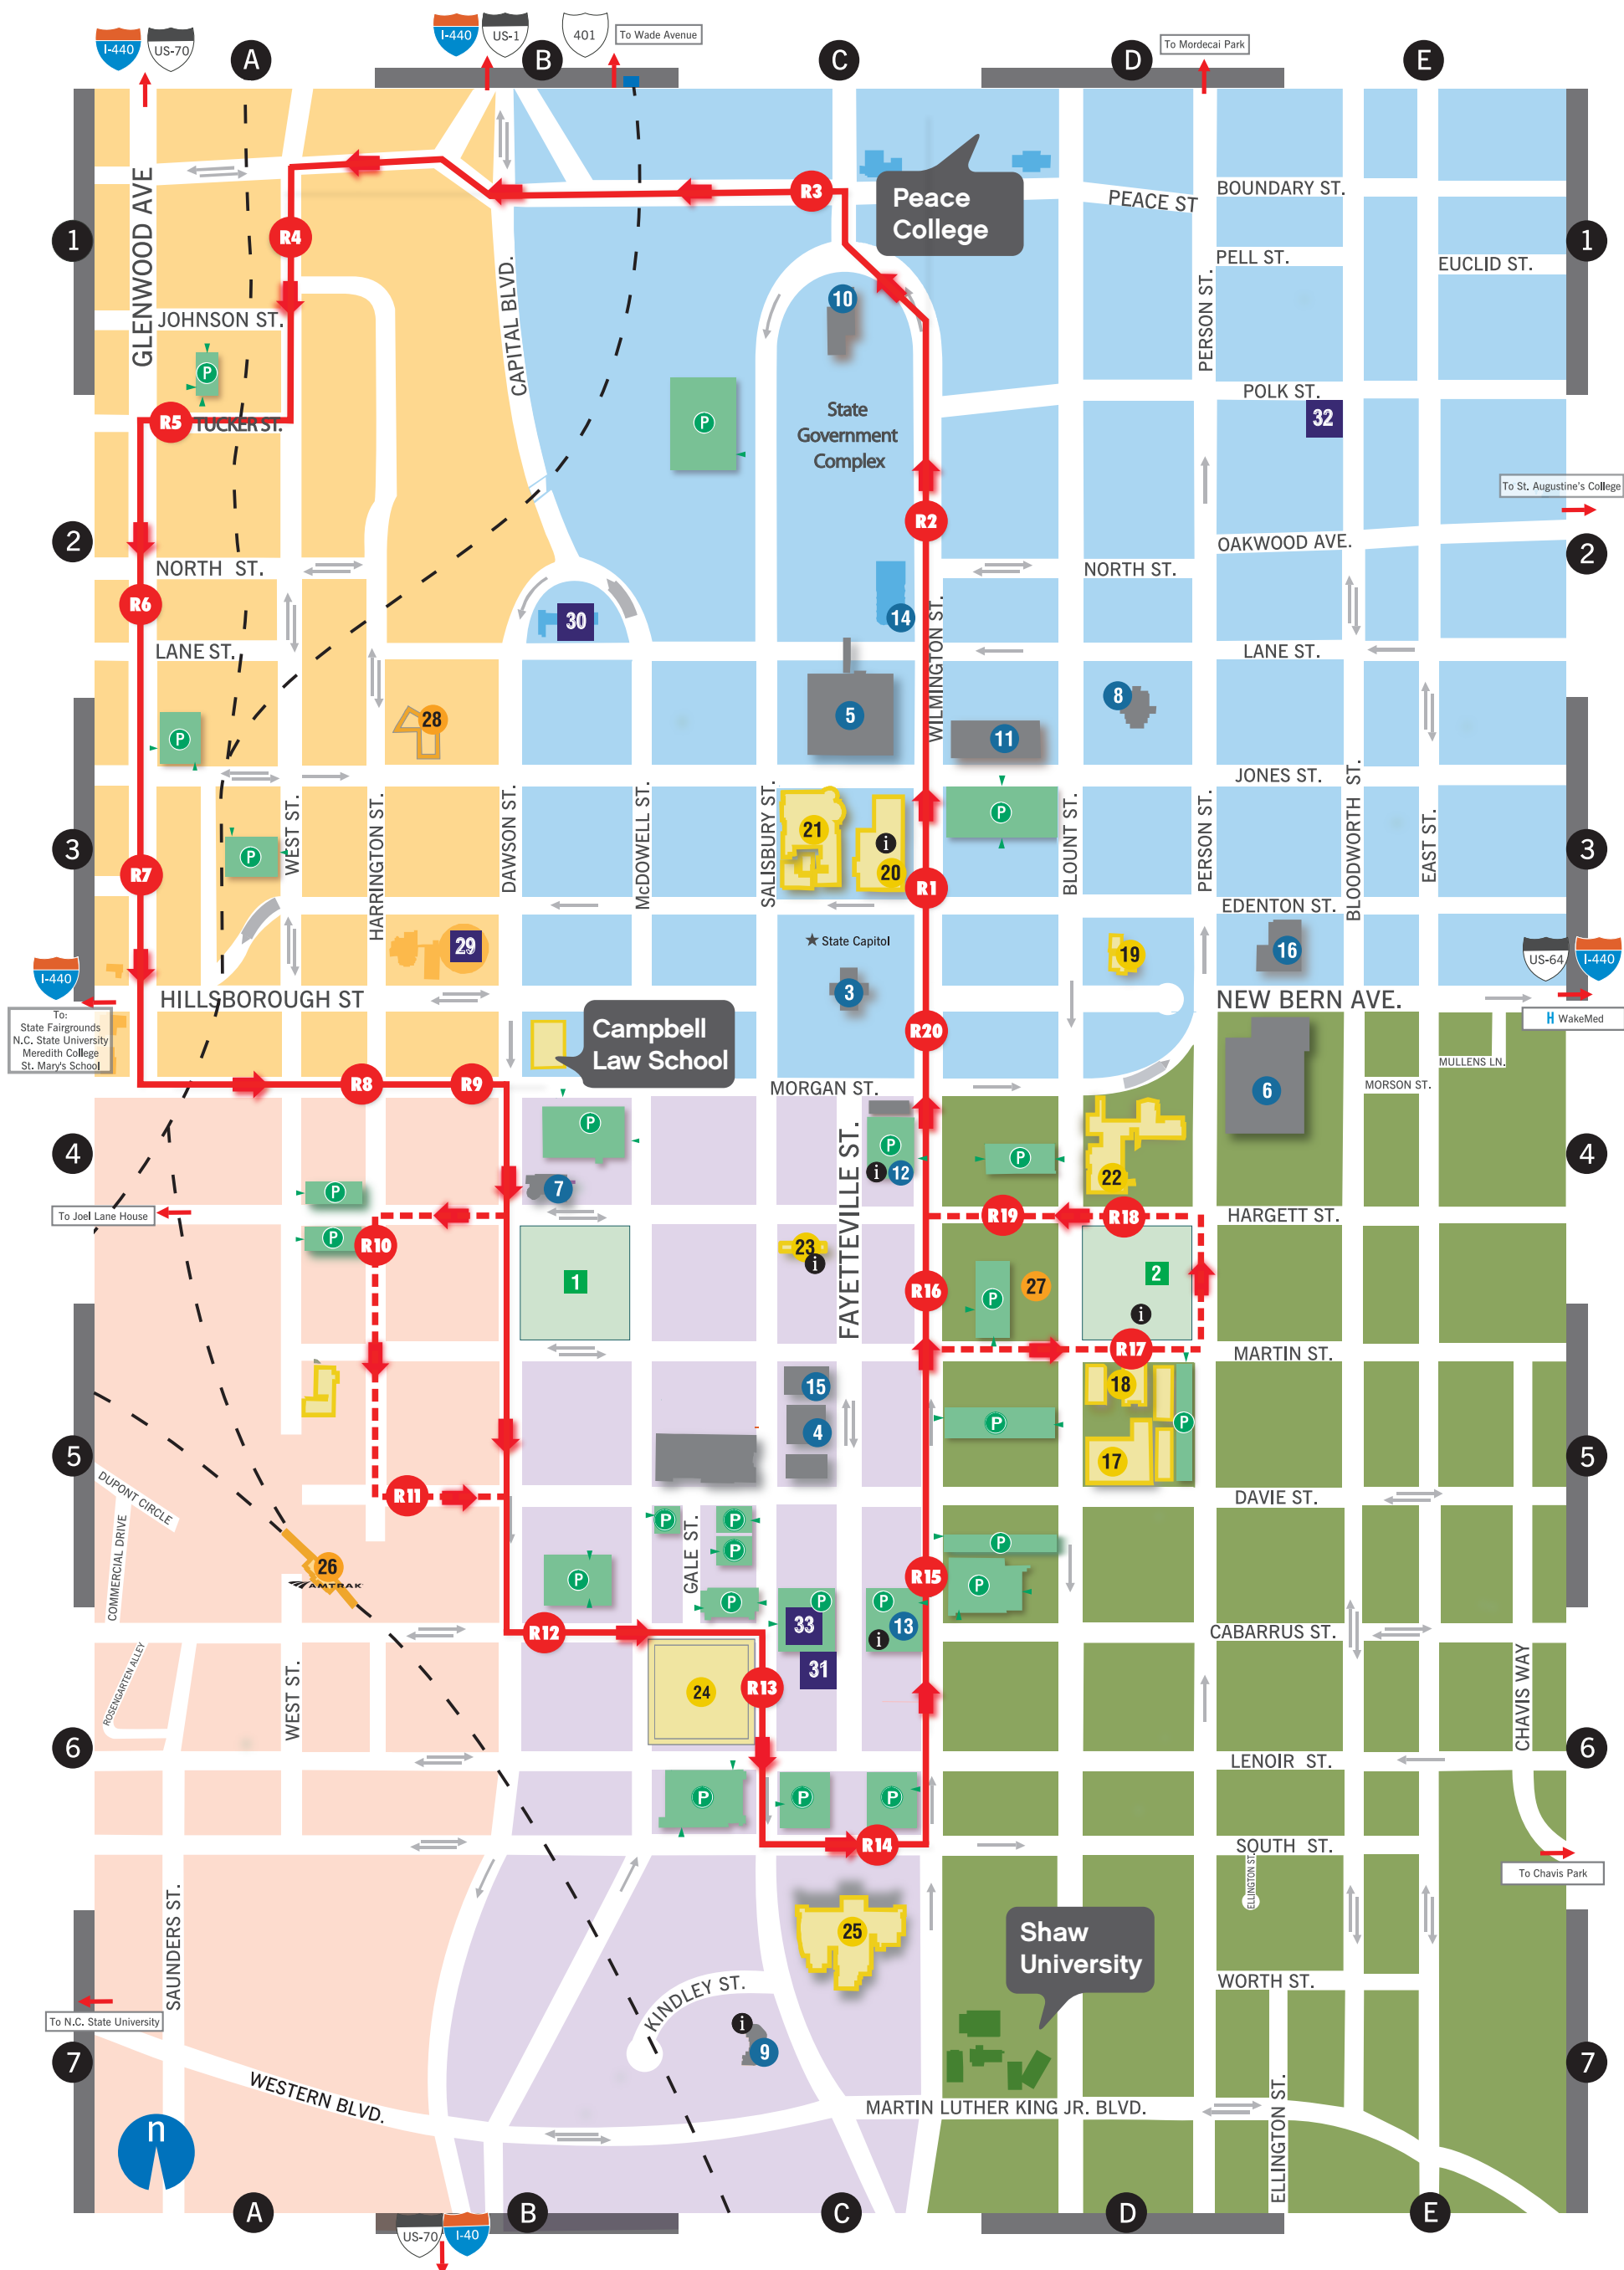 I-440
US-1
401
To Wade Avenue
To Mordecai Park
I-440
US-70
A
B
C
D
E
R3
Peace
College
BOUNDARY ST.
PEACE ST
GLENWOOD AVE
1
R4
PELL ST.
1
EUCLID ST.
CAPITAL BLVD.
PERSON ST.
10
JOHNSON ST.
P
POLK ST.
32
R5
TUCKER ST.
P
State
Government
Complex
To St. Augustine's College
R2
2
OAKWOOD AVE.
2
NORTH ST.
NORTH ST.
R6
30
14
WILMINGTON ST.
LANE ST.
LANE ST.
8
28
5
P
11
JONES ST.
WEST ST.
HARRINGTON ST.
DAWSON ST.
McDOWELL ST.
SALISBURY ST.
BLOUNT ST.
PERSON ST.
BLOODWORTH ST.
EAST ST.
P
21
i
3
P
3
R7
20
R1
EDENTON ST.
29
State Capitol
19
16
I-440
US-64
I-440
3
HILLSBOROUGH ST
NEW BERN AVE.
To:
State Fairgrounds
N.C. State University
Meredith College
St. Mary's School
H WakeMed
Campbell
Law School
R20
MULLENS LN.
R8
R9
MORGAN ST.
MORSON ST.
6
P
FAYETTEVILLE ST.
P
4
P
4
i
12
22
7
P
To Joel Lane House
R19
R18
HARGETT ST.
P
R10
23
i
1
2
27
R16
P
i
R17
MARTIN ST.
15
18
P
P
4
5
17
5
DUPONT CIRCLE
R11
DAVIE ST.
COMMERCIAL DRIVE
P
P
GALE ST.
P
P
26
AMTRAK
P
R15
P
P
P
P
33
13
R12
i
CABARRUS ST.
ROSENGARTEN ALLEY
WEST ST.
24
R13
31
CHAVIS WAY
6
6
LENOIR ST.
P
P
P
R14
SOUTH ST.
ELLINGTON ST.
To Chavis Park
SAUNDERS ST.
25
Shaw
University
WORTH ST.
KINDLEY ST.
To N.C. State University
i
9
7
7
WESTERN BLVD.
MARTIN LUTHER KING JR. BLVD.
ELLINGTON ST.
n
A
B
C
D
E
US-70
I-40